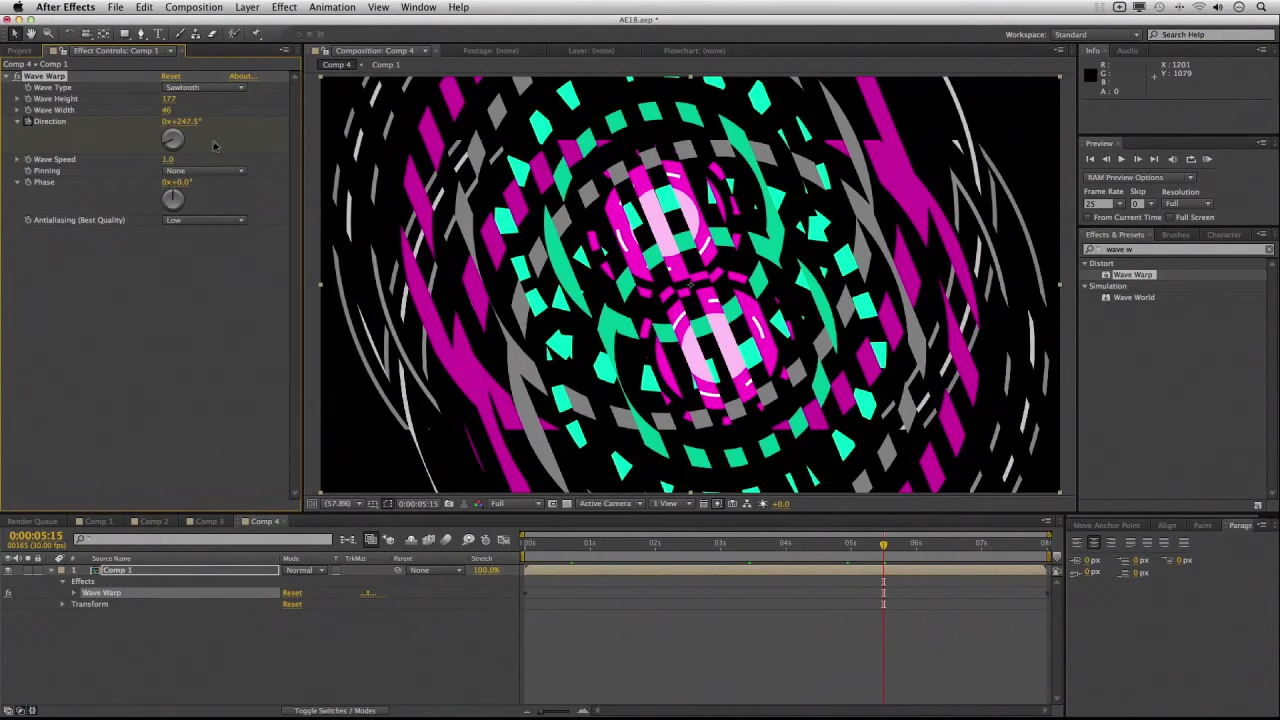 After Effects File Edit Composition Layer Effect Animation View Window Help
AE18.aep *
Workspace: Standard Search Help
Project Effect Controls: Comp 1 Composition: Comp 4 Footage: (none) Layer: (none) Flowchart: (none) Info Audio
Comp 4 • Comp 1
Comp 4 Comp 1
fx Wave Warp Reset About...
Wave Type Sawtooth
Wave Height 177
Wave Width 46
Direction 0x+247.5°
Wave Speed 1.0
Pinning None
Phase 0x+0.0°
Antialiasing (Best Quality) Low
R :
G :
B :
A : 0
X : 1201
Y : 1079
Preview
RAM Preview Options
Frame Rate Skip Resolution
25 0 Full
From Current Time Full Screen
Effects & Presets Brushes Character
wave w
Distort
Wave Warp
Simulation
Wave World
(57.8%) 0:00:05:15 Full Active Camera 1 View +0.0
Render Queue Comp 1 Comp 2 Comp 3 Comp 4
0:00:05:15
00165 (30.00 fps)
# Source Name Mode T TrkMat Parent Stretch
1 Comp 1 Normal None 100.0%
Effects
fx Wave Warp Reset
Transform Reset
:00s 01s 02s 03s 04s 05s 06s 07s 08s
Toggle Switches / Modes
Move Anchor Point Align Paint Paragr
0 px 0 px 0 px
0 px 0 px